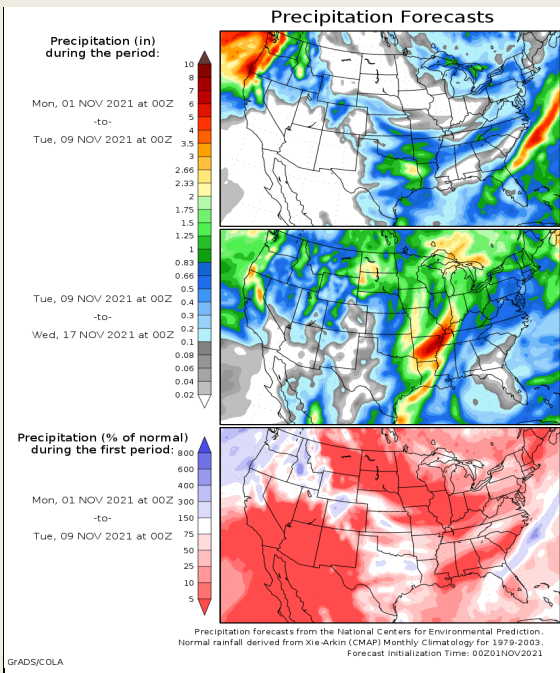 Precipitation Forecasts
Precipitation (in)
during the period:
Mon, 01 NOV 2021 at 00Z
-to-
Tue, 09 NOV 2021 at 00Z
10
8
7
6
5
4
3.5
3
2.66
2.33
2
1.75
1.5
1.25
1
0.83
0.66
0.5
0.4
0.3
0.2
0.1
0.08
0.06
0.04
0.02
Tue, 09 NOV 2021 at 00Z
-to-
Wed, 17 NOV 2021 at 00Z
Precipitation (% of normal)
during the first period:
Mon, 01 NOV 2021 at 00Z
-to-
Tue, 09 NOV 2021 at 00Z
800
600
400
300
150
75
50
25
10
5
Precipitation forecasts from the National Centers for Environmental Prediction.
Normal rainfall derived from Xie-Arkin (CMAP) Monthly Climatology for 1979-2003.
Forecast Initialization Time: 00Z01NOV2021
GrADS/COLA